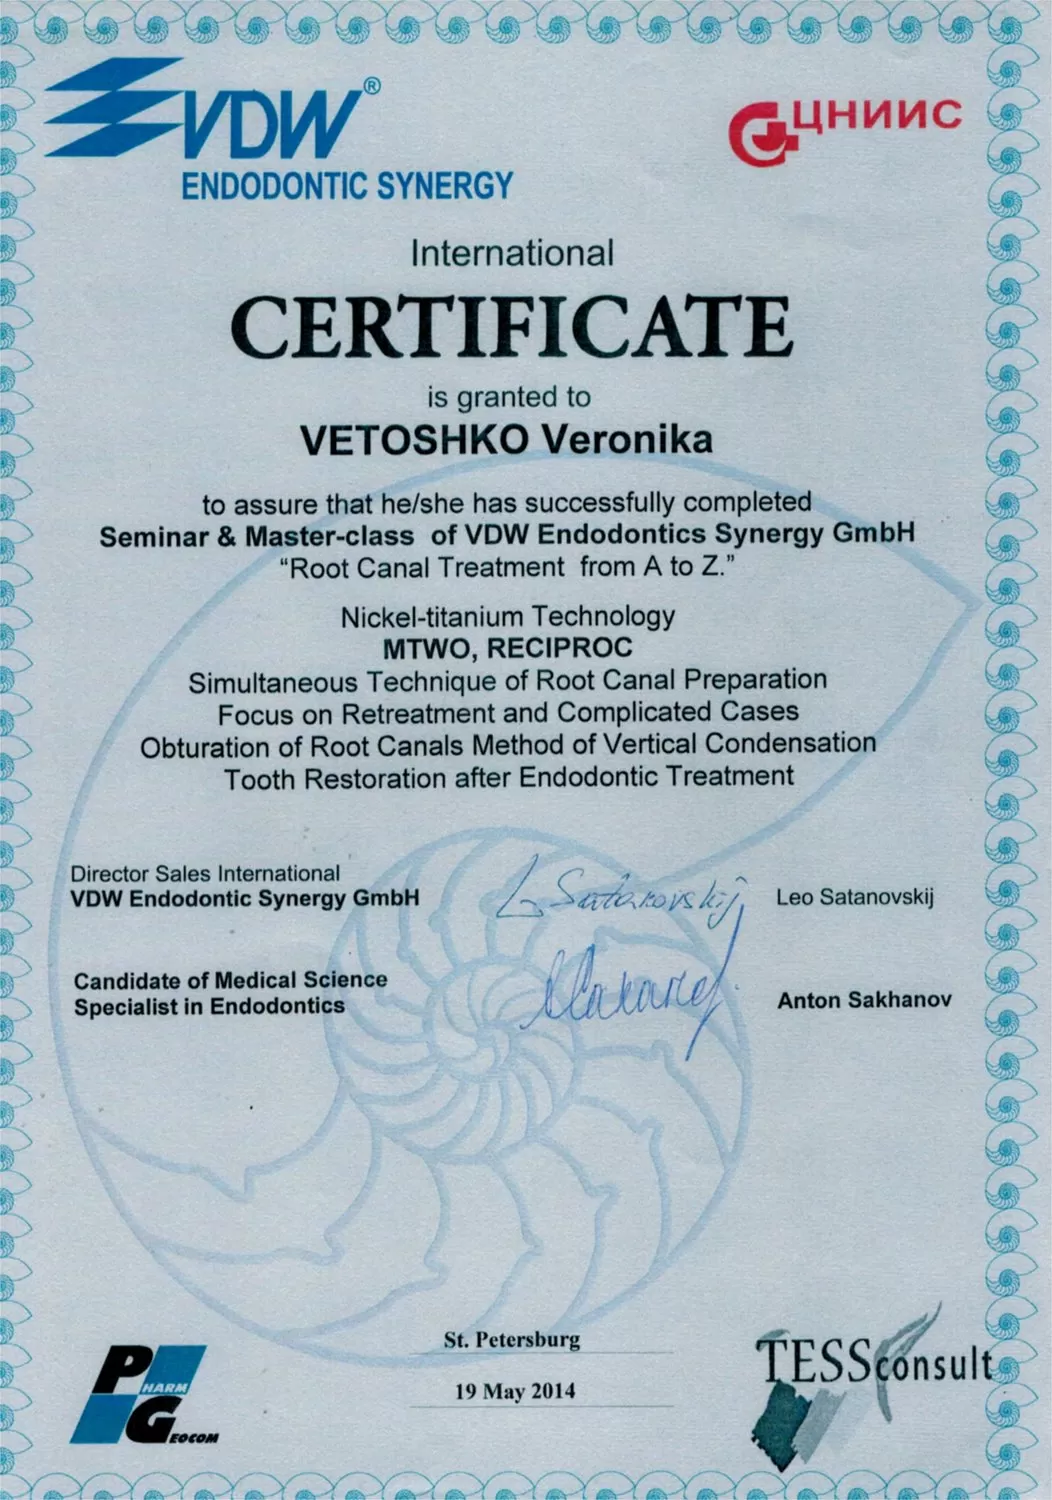 VDW®
ENDODONTIC SYNERGY
ЦНИИС
International
CERTIFICATE
is granted to
VETOSHKO Veronika
to assure that he/she has successfully completed
Seminar & Master-class of VDW Endodontics Synergy GmbH
“Root Canal Treatment from A to Z.”
Nickel-titanium Technology
MTWO, RECIPROC
Simultaneous Technique of Root Canal Preparation
Focus on Retreatment and Complicated Cases
Obturation of Root Canals Method of Vertical Condensation
Tooth Restoration after Endodontic Treatment
Director Sales International
VDW Endodontic Synergy GmbH
L Satanovskij
Leo Satanovskij
Candidate of Medical Science
Specialist in Endodontics
Anton Sakhanov
St. Petersburg
19 May 2014
PHARM
GEOCOM
TESSconsult